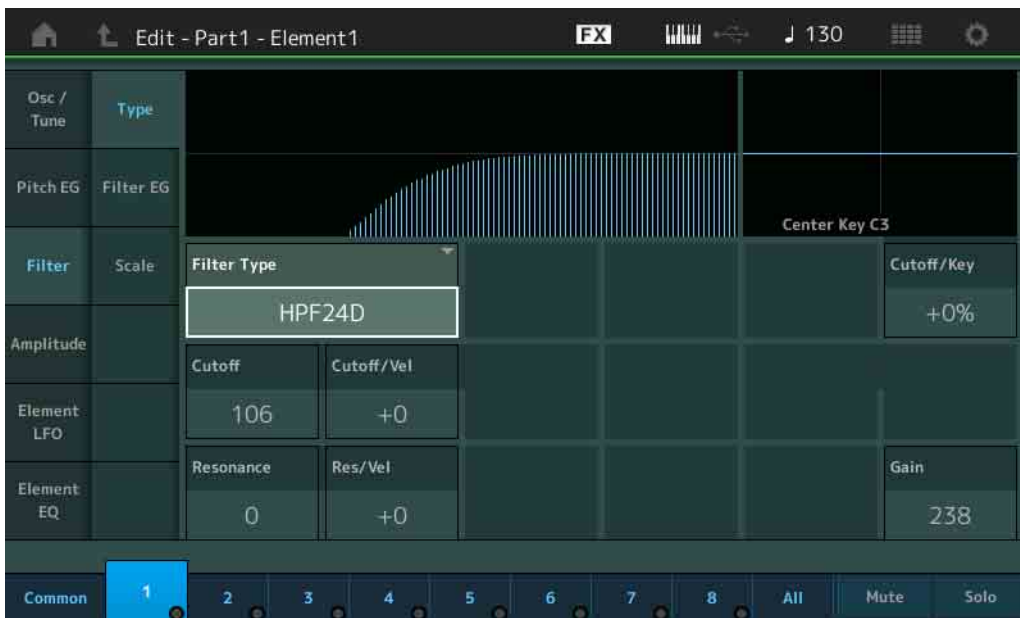 Edit - Part1 - Element1
FX
130
Osc /
Tune
Type
Pitch EG
Filter EG
Center Key C3
Filter
Scale
Filter Type
HPF24D
Cutoff/Key
+0%
Amplitude
Cutoff
Cutoff/Vel
106
+0
Element
LFO
Resonance
Res/Vel
Gain
Element
EQ
0
+0
238
Common
1
2
3
4
5
6
7
8
All
Mute
Solo